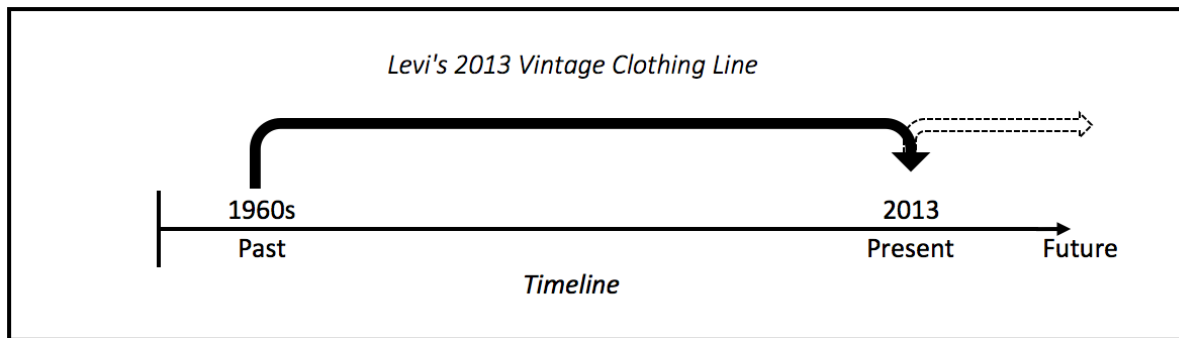 Levi's 2013 Vintage Clothing Line
1960s
2013
Past
Present
Future
Timeline